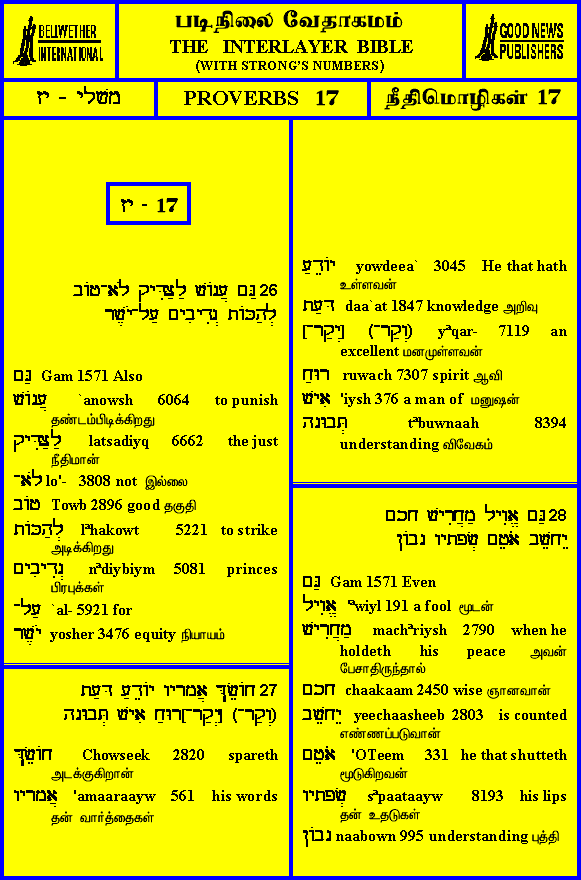 BELLWETHER
INTERNATIONAL
படிநிலை வேதாகமம்
THE INTERLAYER BIBLE
(WITH STRONG'S NUMBERS)
GOOD NEWS
PUBLISHERS
משלי - יז
PROVERBS 17
நீதிமொழிகள் 17
יז - 17
26 גַּם עֲנוֹשׁ לַצַּדִּיק לֹא־טוֹב
לְהַכּוֹת נְדִיבִים עַל־יֹשֶׁר
גַּם Gam 1571 Also
עֲנוֹשׁ `anowsh 6064 to punish
தண்டம்பிடிக்கிறது
לַצַּדִּיק latsadiyq 6662 the just
நீதிமான்
לֹא־ lo'- 3808 not இல்லை
טוֹב Towb 2896 good தகுதி
לְהַכּוֹת lªhakowt 5221 to strike
அடிக்கிறது
נְדִיבִים nªdiybiym 5081 princes
பிரபுக்கள்
עַל־ `al- 5921 for
יֹשֶׁר yosher 3476 equity நியாயம்
27 חוֹשֵׂךְ אֲמָרָיו יוֹדֵעַ דָּעַת
(וְקַר־) [יְקַר־]רוּחַ אִישׁ תְּבוּנָה
חוֹשֵׂךְ Chowseek 2820 spareth
அடக்குகிறான்
אֲמָרָיו 'amaaraayw 561 his words
தன் வார்த்தைகள்
יוֹדֵעַ yowdeea` 3045 He that hath
உள்ளவன்
דָּעַת daa`at 1847 knowledge அறிவு
(וְקַר־) [יְקַר־] yªqar- 7119 an
excellent மனமுள்ளவன்
רוּחַ ruwach 7307 spirit ஆவி
אִישׁ 'iysh 376 a man of மனுஷன்
תְּבוּנָה tªbuwnaah 8394
understanding விவேகம்
28 גַּם אֱוִיל מַחֲרִישׁ חָכָם
יֵחָשֵׁב אֹטֵם שְׂפָתָיו נָבוֹן
גַּם Gam 1571 Even
אֱוִיל ªwiyl 191 a fool மூடன்
מַחֲרִישׁ machªriysh 2790 when he
holdeth his peace அவன்
பேசாதிருந்தால்
חָכָם chaakaam 2450 wise ஞானவான்
יֵחָשֵׁב yeechaasheeb 2803 is counted
எண்ணப்படுவான்
אֹטֵם 'OTeem 331 he that shutteth
மூடுகிறவன்
שְׂפָתָיו sªpaataayw 8193 his lips
தன் உதடுகள்
נָבוֹן naabown 995 understanding புத்தி